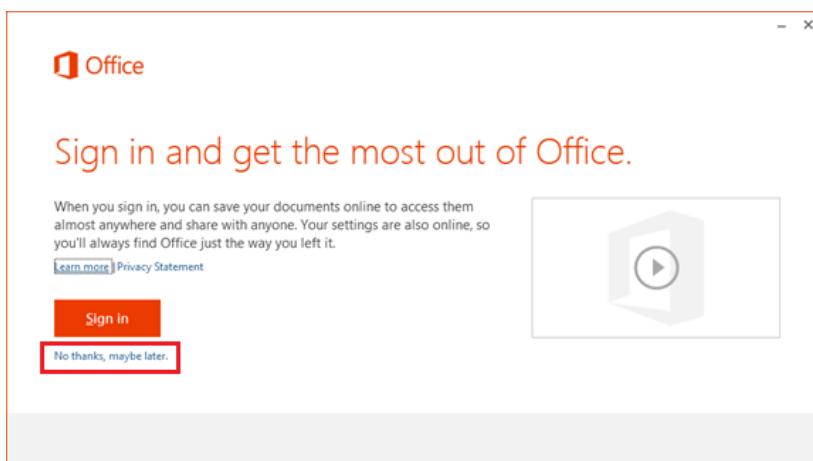 Office
Sign in and get the most out of Office.
When you sign in, you can save your documents online to access them
almost anywhere and share with anyone. Your settings are also online, so
you'll always find Office just the way you left it.
Learn more | Privacy Statement
Sign in
No thanks, maybe later.